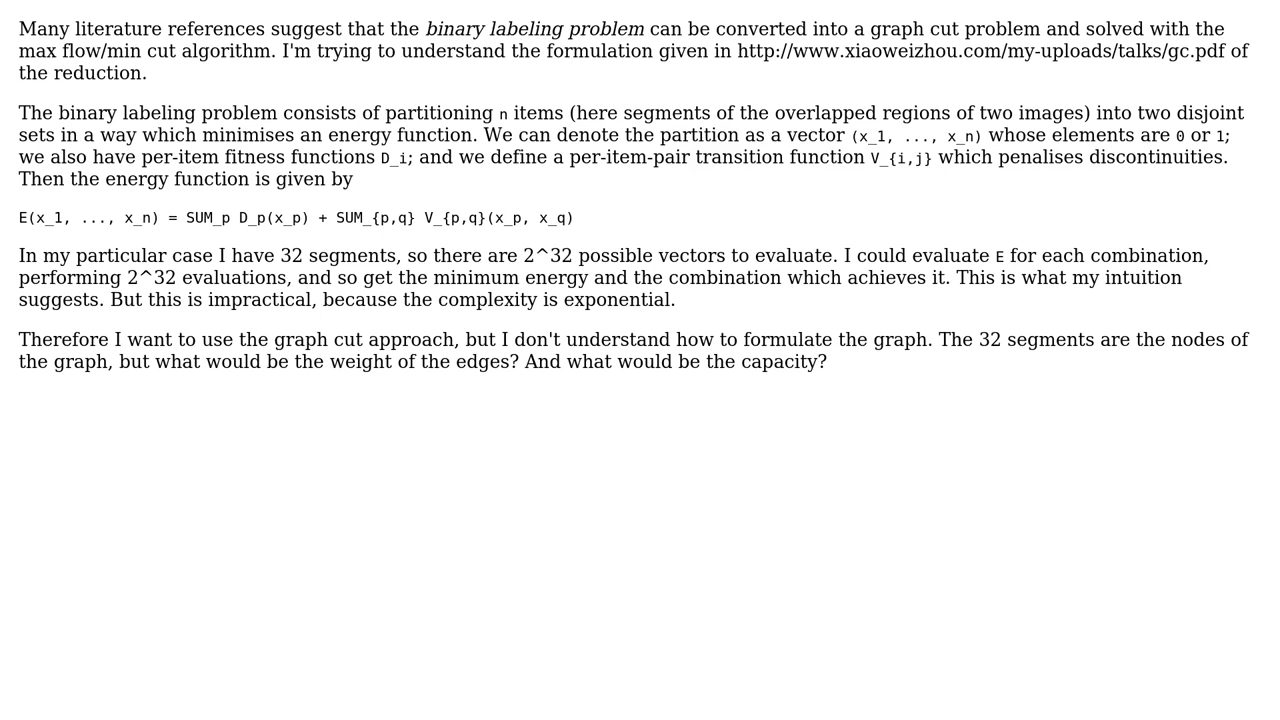 Many literature references suggest that the binary labeling problem can be converted into a graph cut problem and solved with the
max flow/min cut algorithm. I'm trying to understand the formulation given in http://www.xiaoweizhou.com/my-uploads/talks/gc.pdf of
the reduction.
The binary labeling problem consists of partitioning n items (here segments of the overlapped regions of two images) into two disjoint
sets in a way which minimises an energy function. We can denote the partition as a vector (x_1, ..., x_n) whose elements are 0 or 1;
we also have per-item fitness functions D_i; and we define a per-item-pair transition function V_{i,j} which penalises discontinuities.
Then the energy function is given by
E(x_1, ..., x_n) = SUM_p D_p(x_p) + SUM_{p,q} V_{p,q}(x_p, x_q)
In my particular case I have 32 segments, so there are 2^32 possible vectors to evaluate. I could evaluate E for each combination,
performing 2^32 evaluations, and so get the minimum energy and the combination which achieves it. This is what my intuition
suggests. But this is impractical, because the complexity is exponential.
Therefore I want to use the graph cut approach, but I don't understand how to formulate the graph. The 32 segments are the nodes of
the graph, but what would be the weight of the edges? And what would be the capacity?